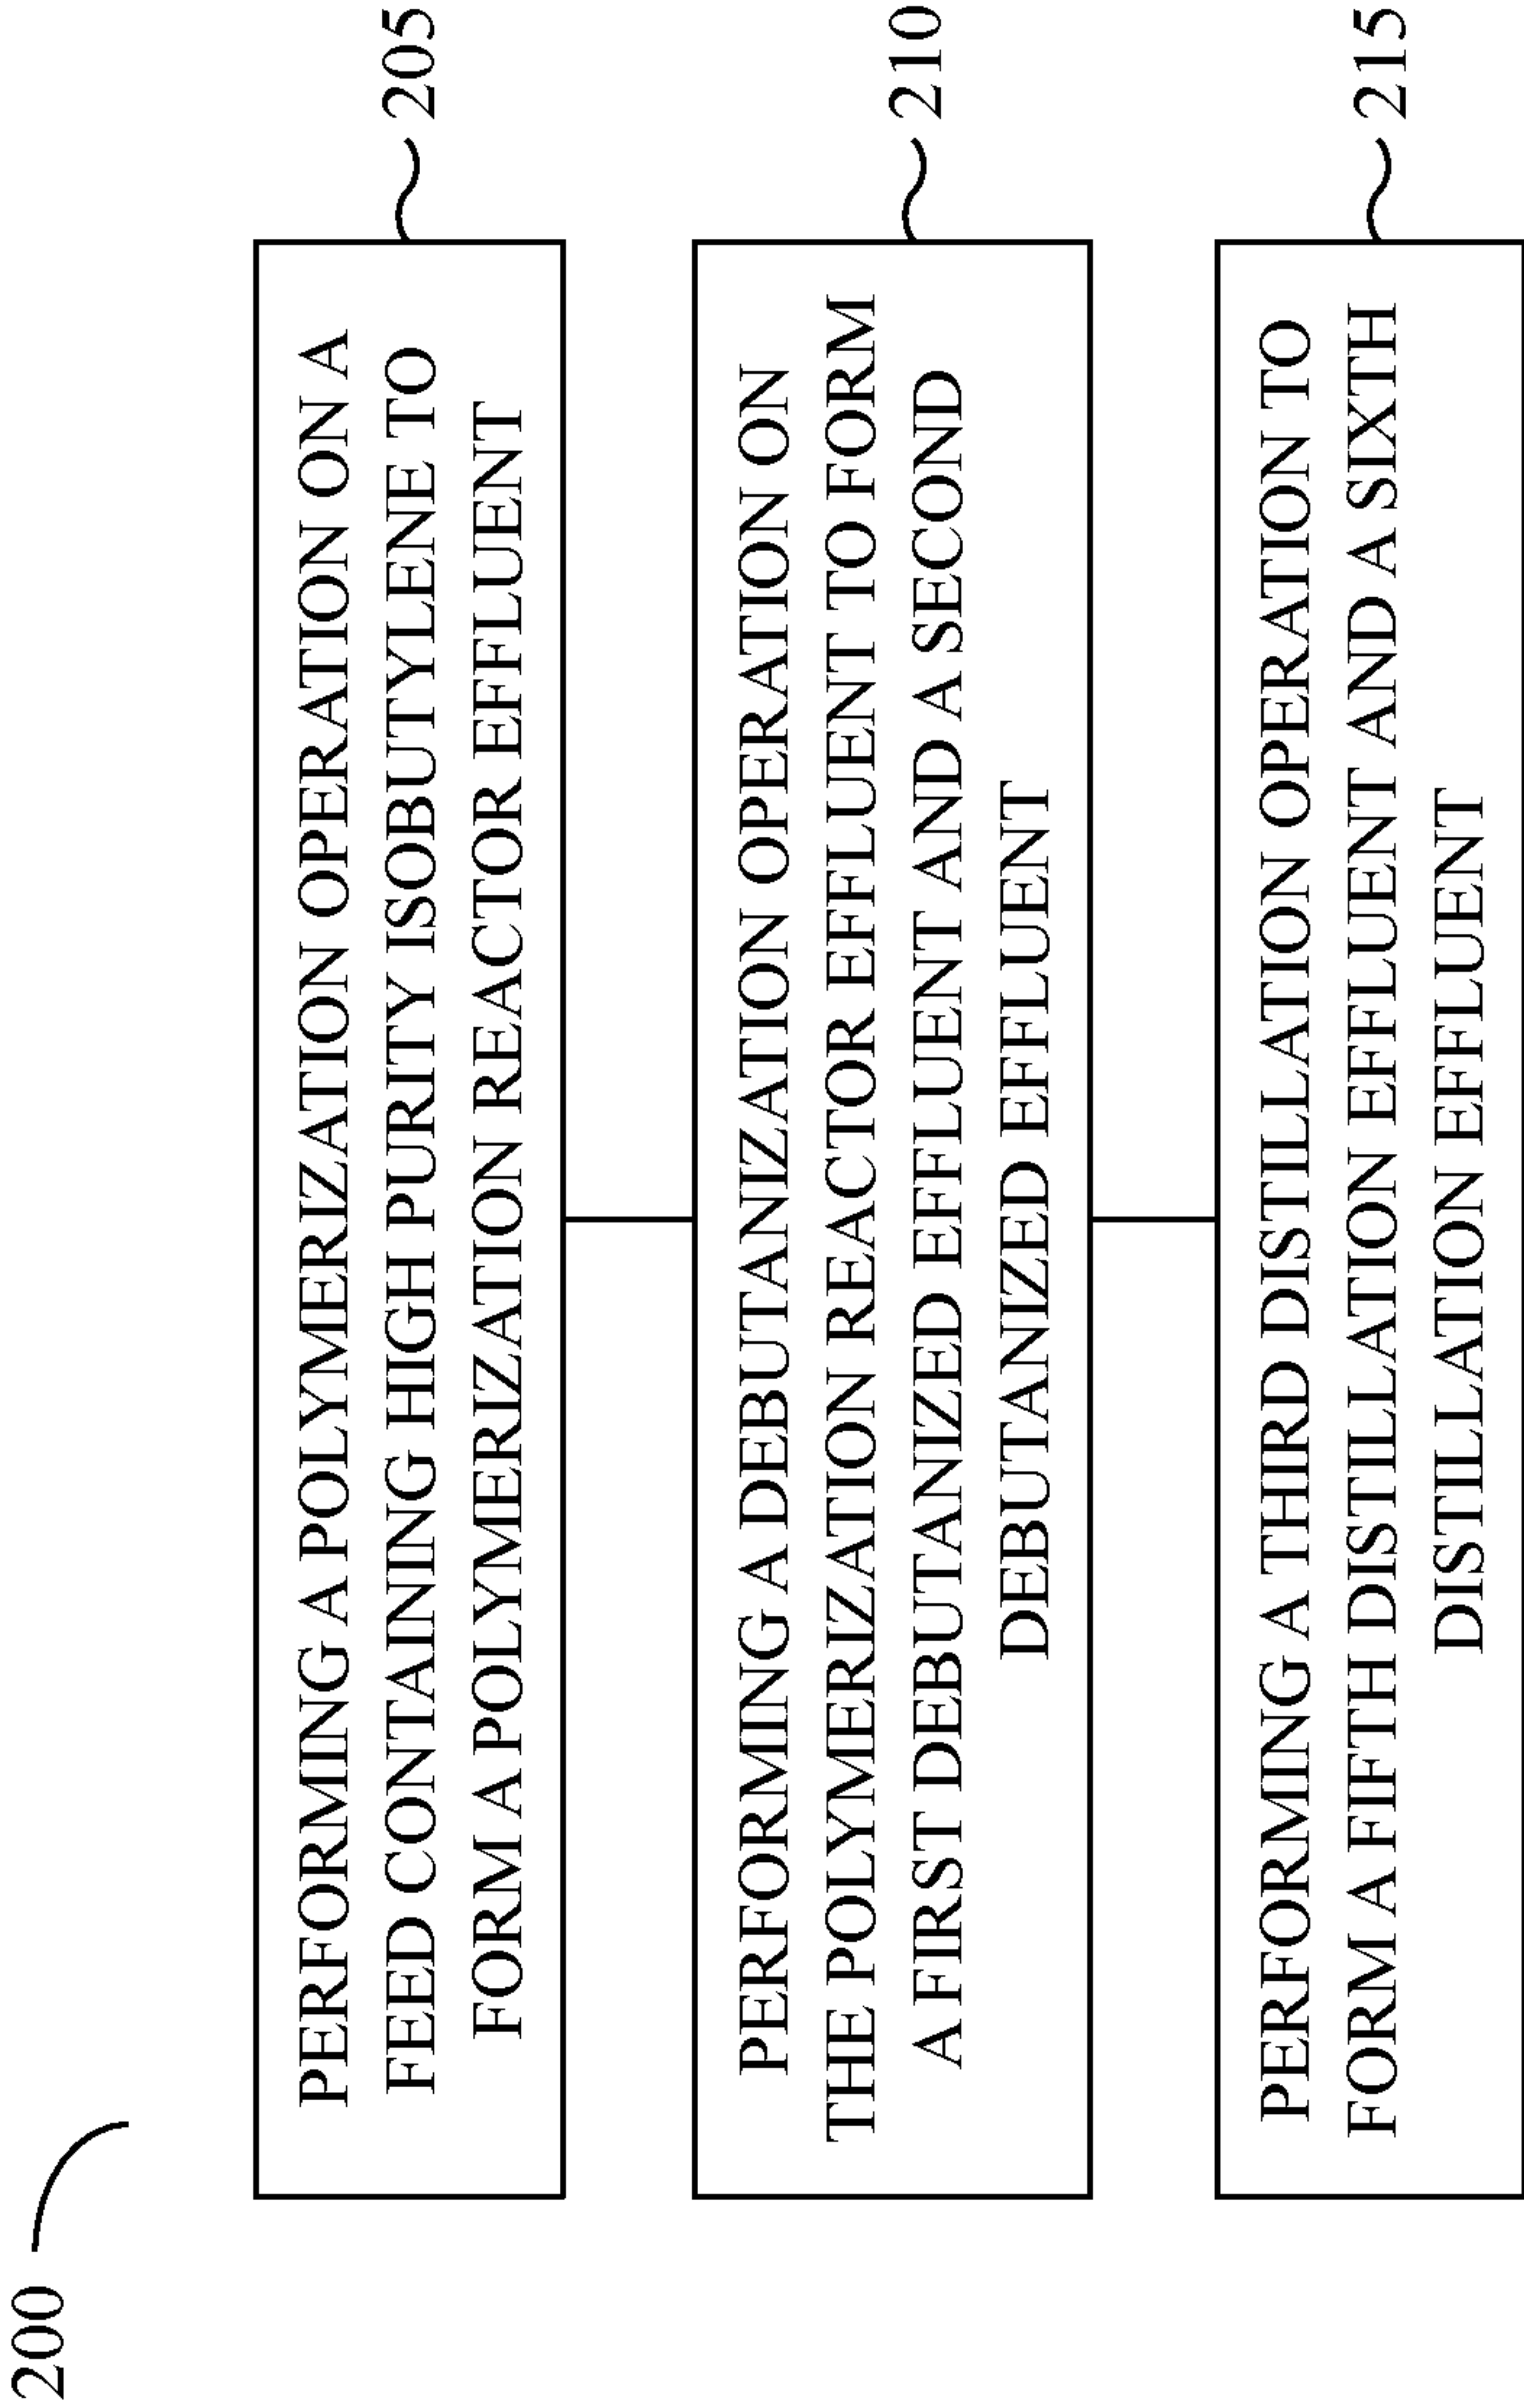 200
PERFORMING A POLYMERIZATION OPERATION ON A
FEED CONTAINING HIGH PURITY ISOBUTYLENE TO
FORM A POLYMERIZATION REACTOR EFFLUENT
205
PERFORMING A DEBUTANIZATION OPERATION ON
THE POLYMERIZATION REACTOR EFFLUENT TO FORM
A FIRST DEBUTANIZED EFFLUENT AND A SECOND
DEBUTANIZED EFFLUENT
210
PERFORMING A THIRD DISTILLATION OPERATION TO
FORM A FIFTH DISTILLATION EFFLUENT AND A SIXTH
DISTILLATION EFFLUENT
215